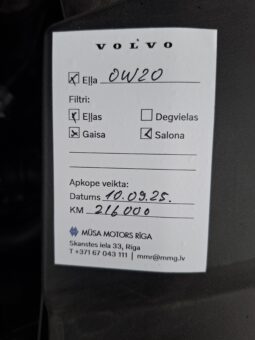 VOLVO
Eļļa 0W20
Filtri:
Eļļas Degvielas
Gaisa Salona
Apkope veikta:
Datums 10.09.25.
KM 216000
MŪSA MOTORS RĪGA
Skanstes iela 33, Rīga
T +371 67 043 111 | mmr@mmg.lv